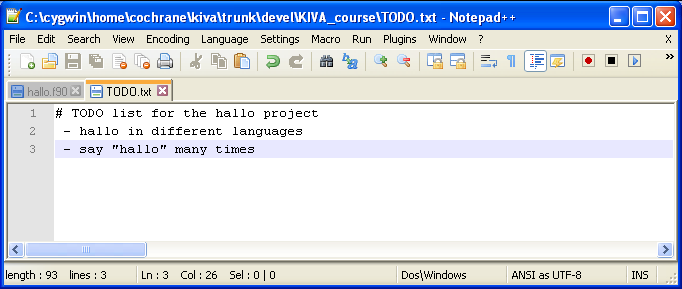 C:\cygwin\home\cochrane\kiva\trunk\devel\KIVA_course\TODO.txt - Notepad++
File Edit Search View Encoding Language Settings Macro Run Plugins Window ? X
hallo.f90 TODO.txt
1 # TODO list for the hallo project
2 - hallo in different languages
3 - say "hallo" many times
length : 93 lines : 3 Ln : 3 Col : 26 Sel : 0 | 0 Dos\Windows ANSI as UTF-8 INS